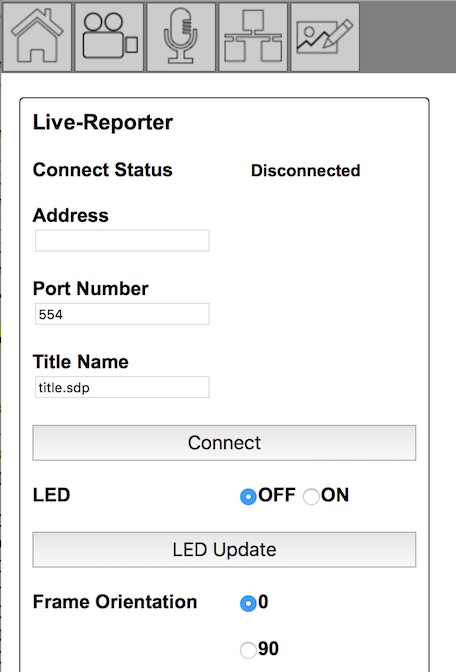 Live-Reporter
Connect Status Disconnected
Address
Port Number
554
Title Name
title.sdp
Connect
LED OFF ON
LED Update
Frame Orientation 0
90